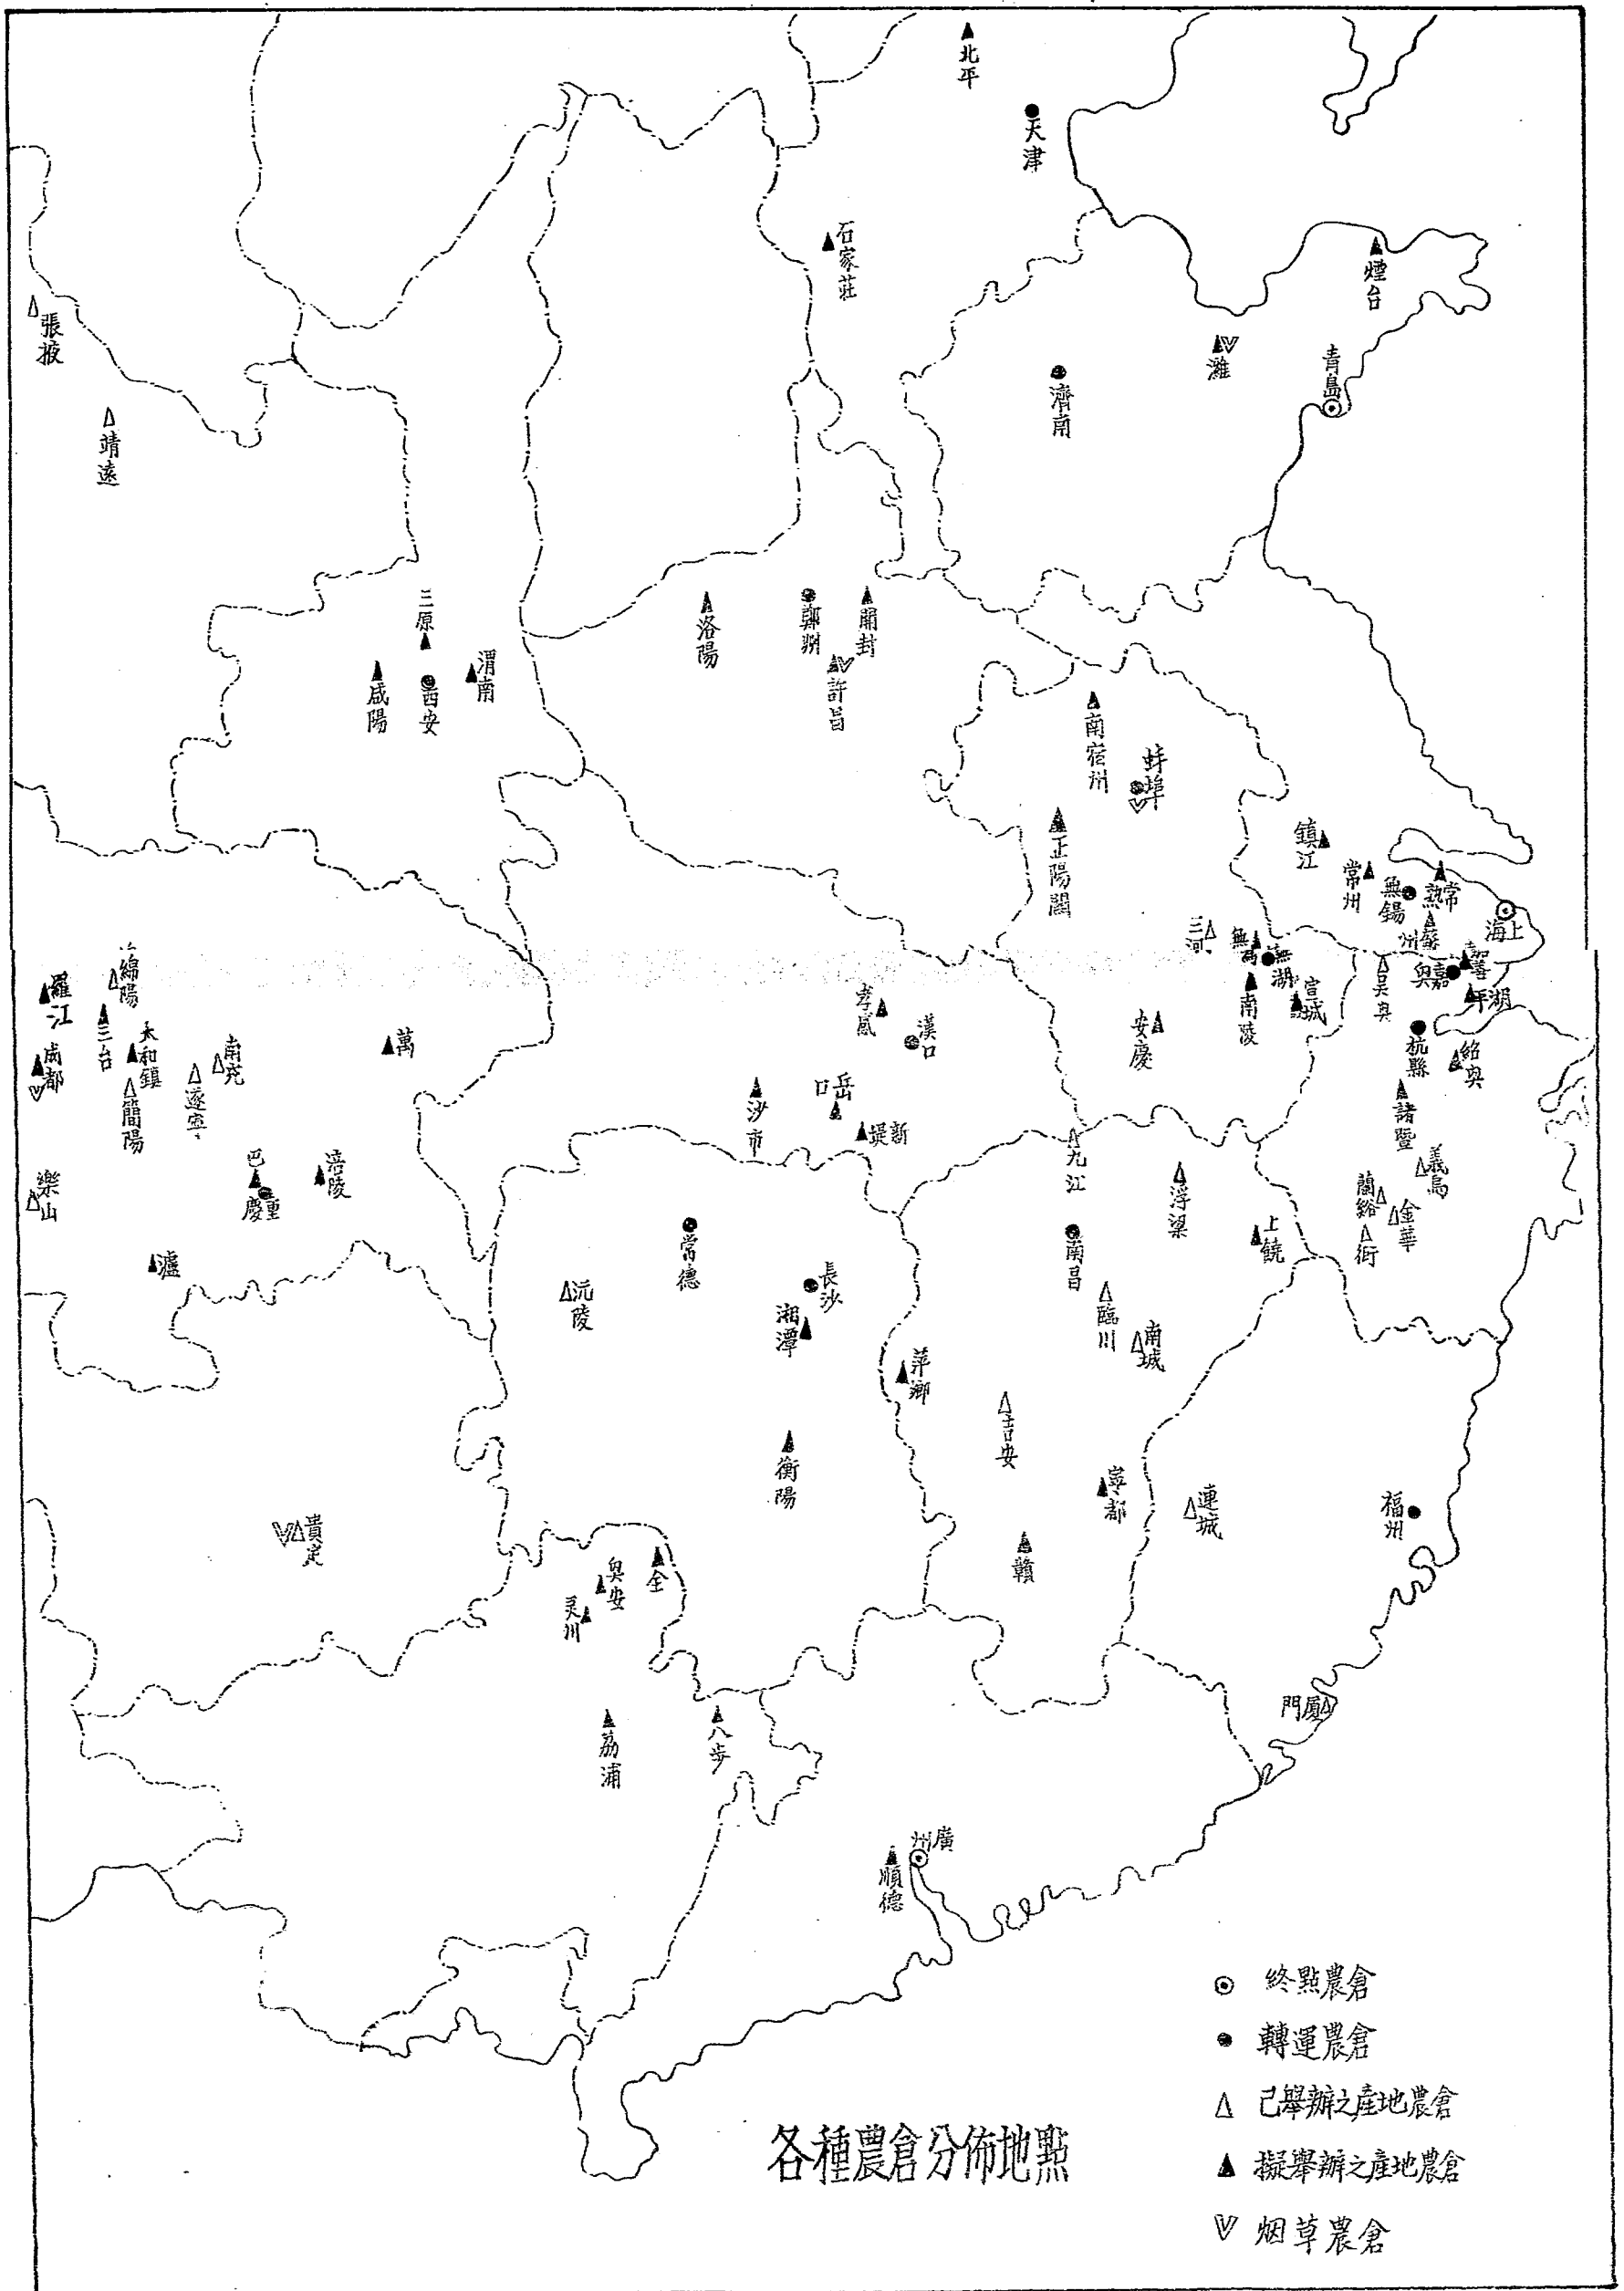 北平
天津
石家莊
煙台
張掖
濰
青島
濟南
靖遠
三原
洛陽
鄭州
開封
渭南
咸陽
西安
許昌
南宿州
蚌埠
正陽關
鎮江
常州
無錫
常熟
上海
蘇州
三河
無為
蕪湖
宣城
南陵
吳興
嘉興
嘉善
平湖
綿陽
羅江
三台
太和鎮
成都
簡陽
遂寧
南充
萬
孝感
漢口
安慶
杭縣
紹興
沙市
岳口
新堤
諸暨
九江
浮梁
義烏
蘭谿
金華
衢
樂山
巴
重慶
涪陵
瀘
常德
長沙
沅陵
湘潭
南昌
上饒
臨川
南城
萍鄉
吉安
衡陽
寧都
連城
福州
貴定
贛
全
興安
灵川
厦門
荔浦
八步
廣州
順德
終點農倉
轉運農倉
己舉辦之產地農倉
擬舉辦之產地農倉
烟草農倉
各種農倉分佈地點